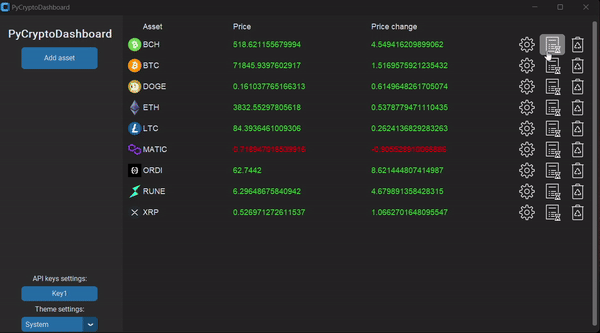 PyCryptoDashboard
PyCryptoDashboard
Add asset
Asset Price Price change
BCH 518.621155679994 4.549416209899062
BTC 71845.9397602917 1.5169575921235432
DOGE 0.161037765166313 0.6149648261705074
ETH 3832.55297805618 0.5378779471110435
LTC 84.3936461009306 0.2624136829283263
MATIC
ORDI 62.7442 8.621444807414987
RUNE 6.29648675840942 4.679891358428315
XRP 0.526971272611537 1.0662701648095547
API keys settings:
Key1
Theme settings:
System